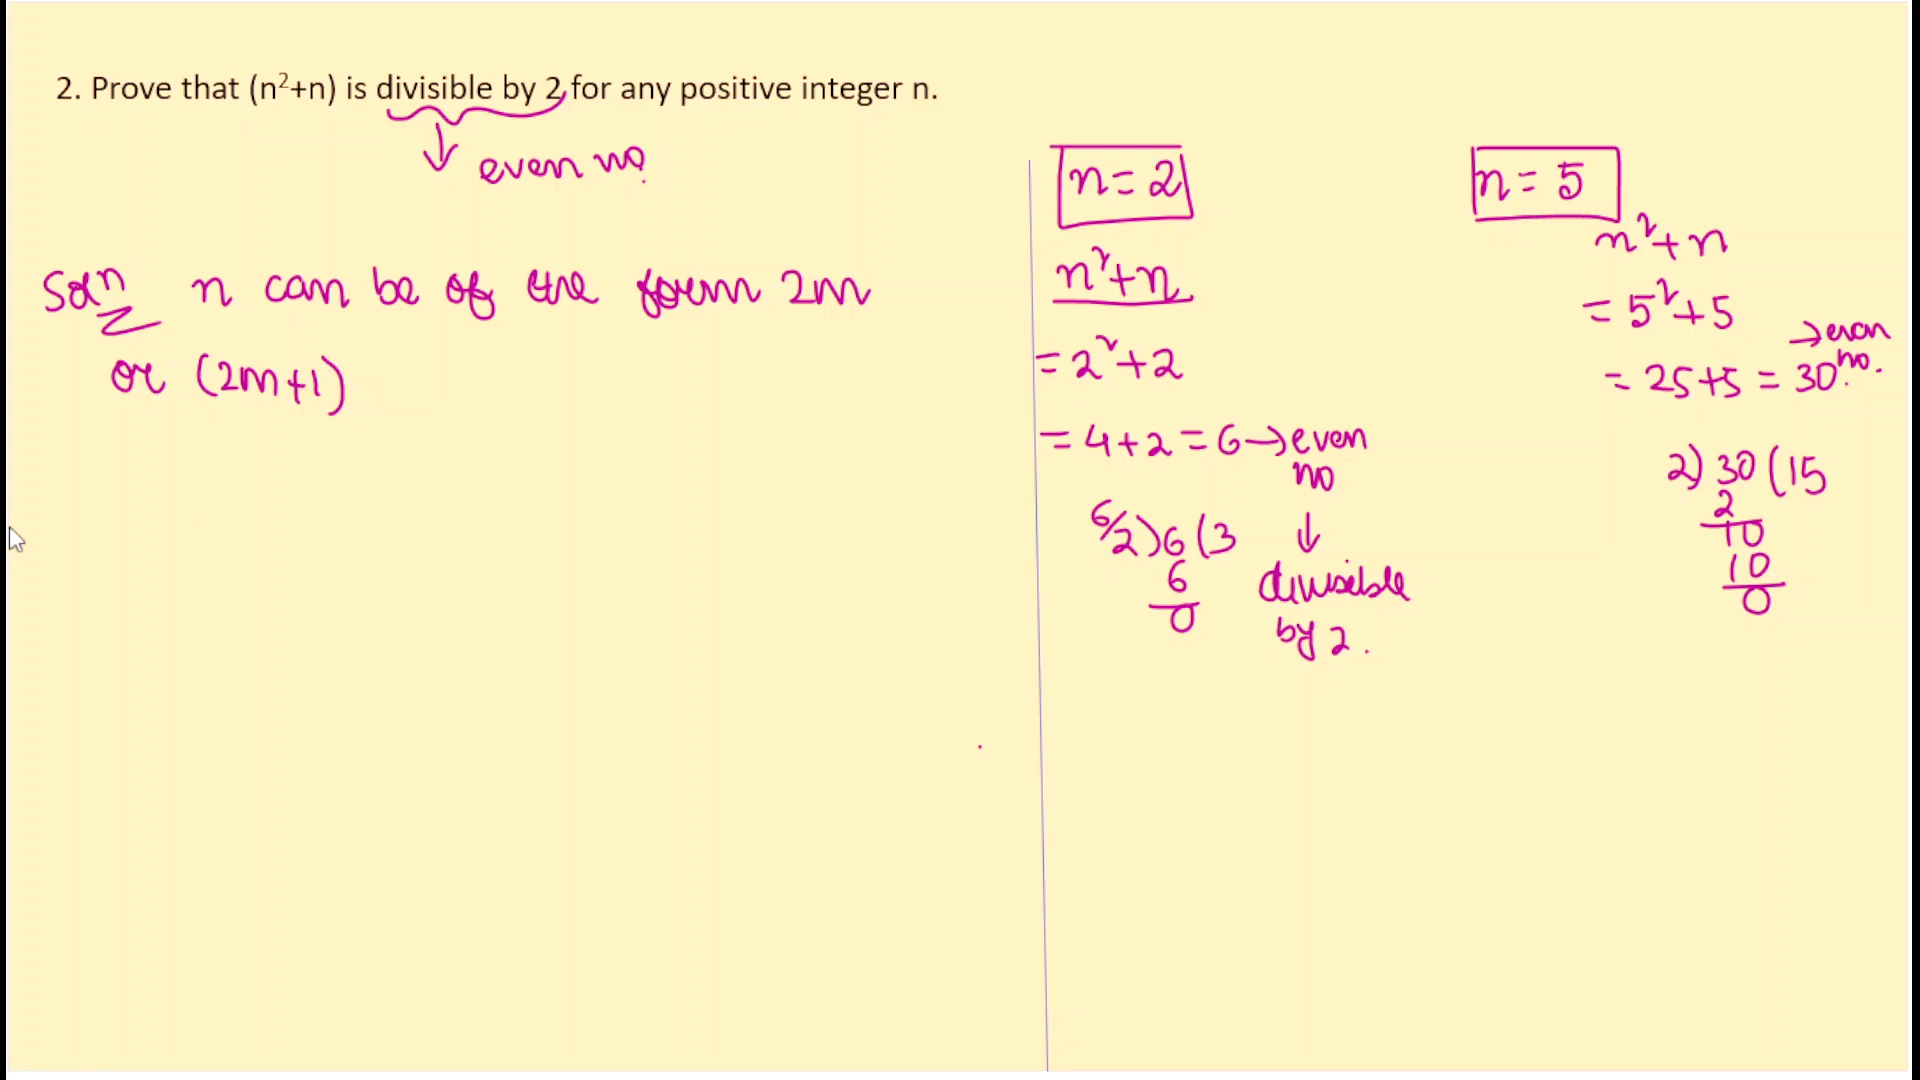 2. Prove that (n²+n) is divisible by 2 for any positive integer n.
↓ even no.
Solⁿ n can be of the form 2m
or (2m+1)
n = 2
n²+n
= 2²+2
= 4+2 = 6 → even
no
↓
6/2)6(3
6
0
divisible
by 2.
n = 5
n²+n
= 5²+5
= 25+5 = 30 → even
no.
2)30(15
2
10
10
0